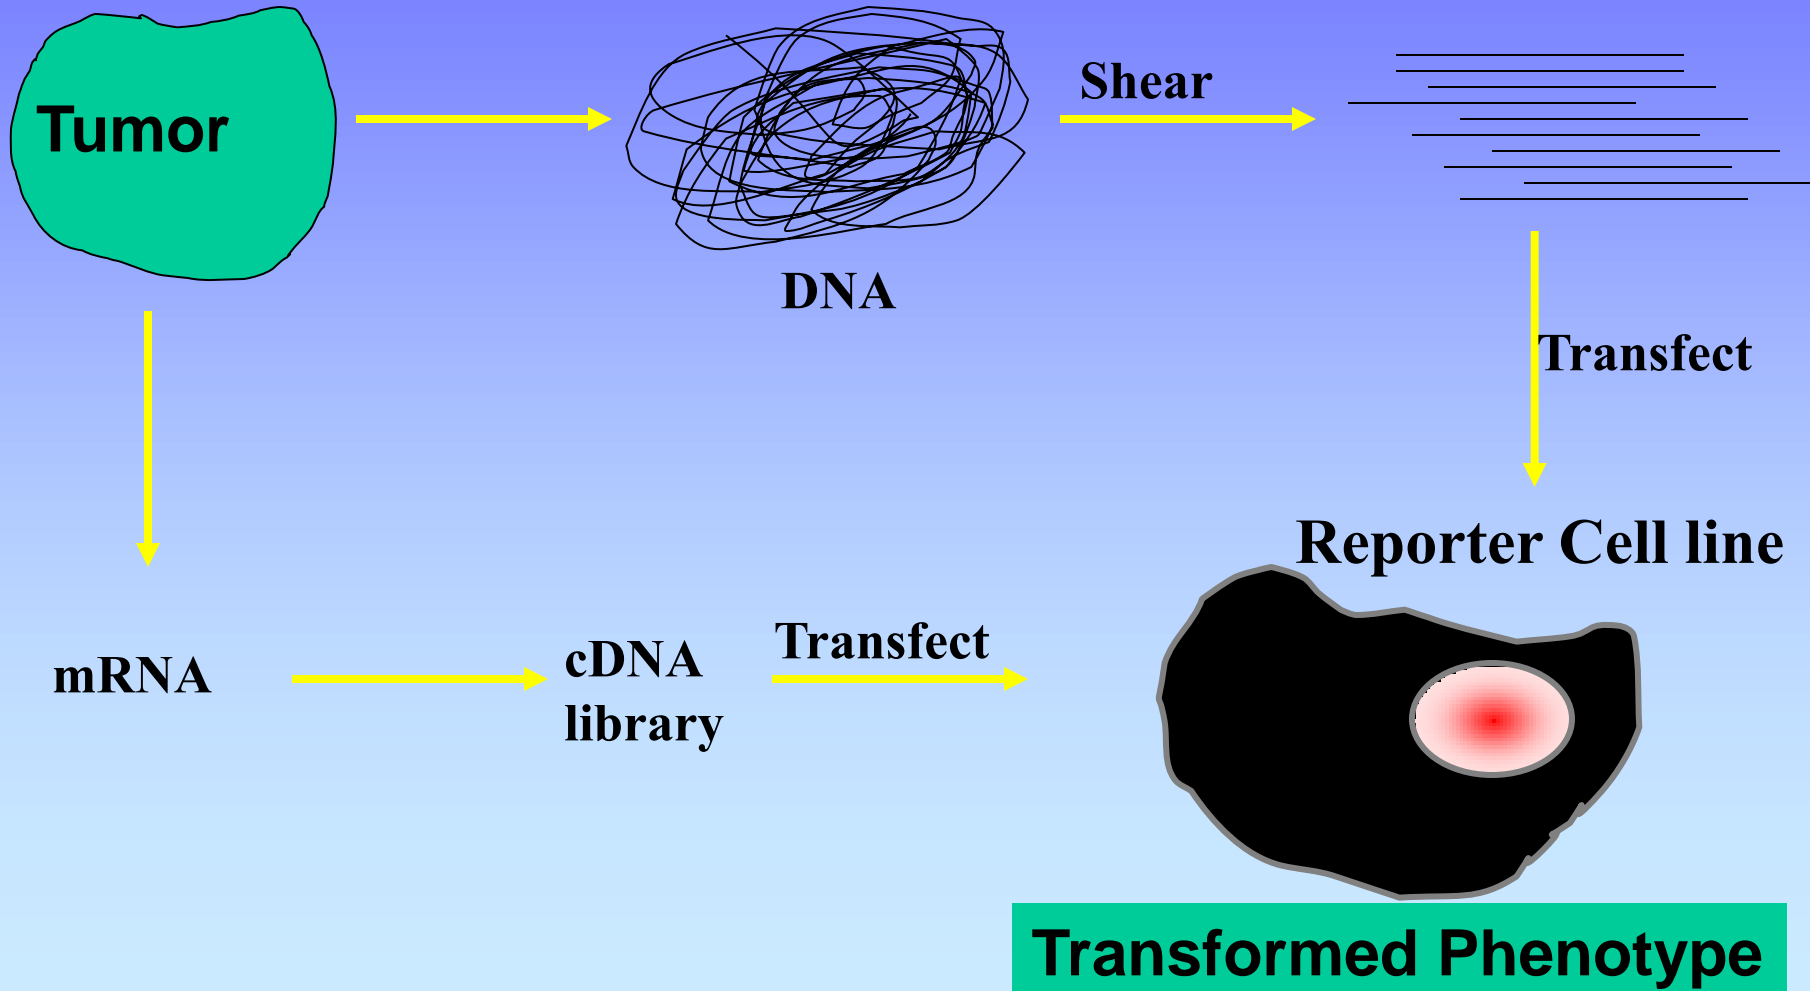 Tumor
Shear
DNA
Transfect
Reporter Cell line
mRNA
cDNA
library
Transfect
Transformed Phenotype